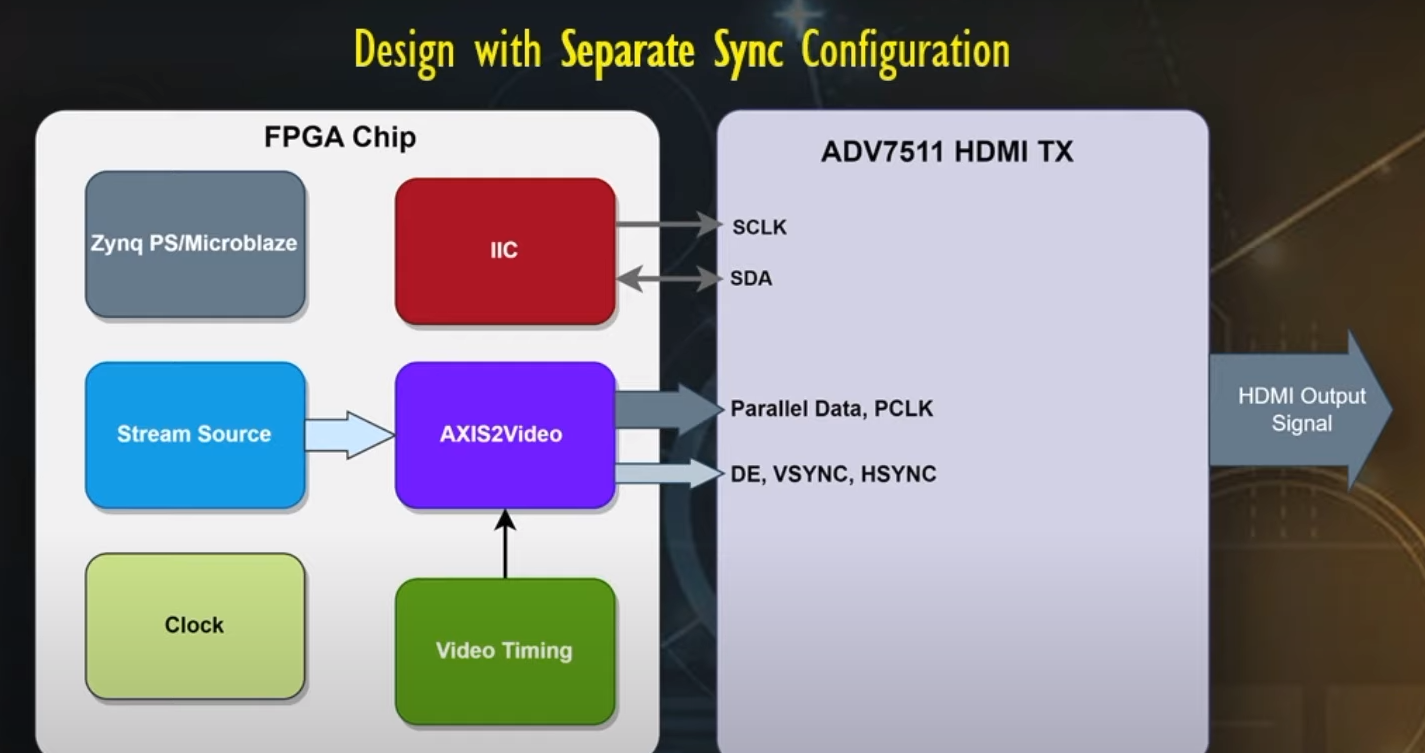 Design with Separate Sync Configuration
FPGA Chip
Zynq PS/Microblaze
IIC
Stream Source
AXIS2Video
Clock
Video Timing
ADV7511 HDMI TX
SCLK
SDA
Parallel Data, PCLK
DE, VSYNC, HSYNC
HDMI Output
Signal